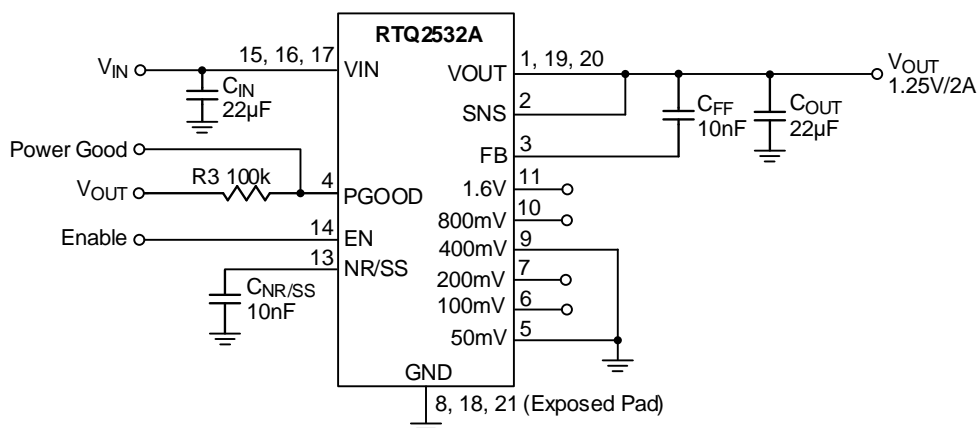 RTQ2532A
VIN
15, 16, 17
VIN
CIN
22µF
VOUT
1, 19, 20
VOUT
1.25V/2A
SNS
2
CFF
10nF
COUT
22µF
FB
3
Power Good
VOUT
R3 100k
4
PGOOD
1.6V
11
800mV
10
Enable
14
EN
400mV
9
13
NR/SS
CNR/SS
10nF
200mV
7
100mV
6
50mV
5
GND
8, 18, 21 (Exposed Pad)